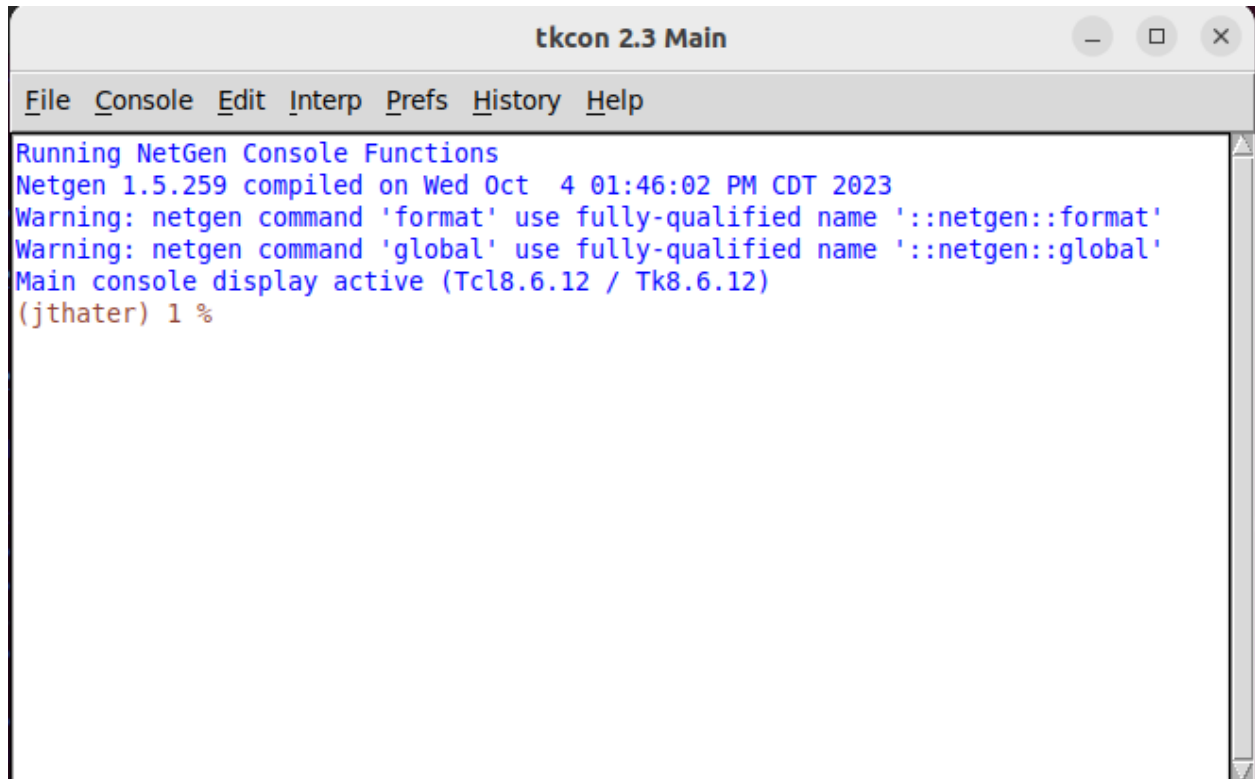 tkcon 2.3 Main
File Console Edit Interp Prefs History Help
Running NetGen Console Functions
Netgen 1.5.259 compiled on Wed Oct  4 01:46:02 PM CDT 2023
Warning: netgen command 'format' use fully-qualified name '::netgen::format'
Warning: netgen command 'global' use fully-qualified name '::netgen::global'
Main console display active (Tcl8.6.12 / Tk8.6.12)
(jthater) 1 %